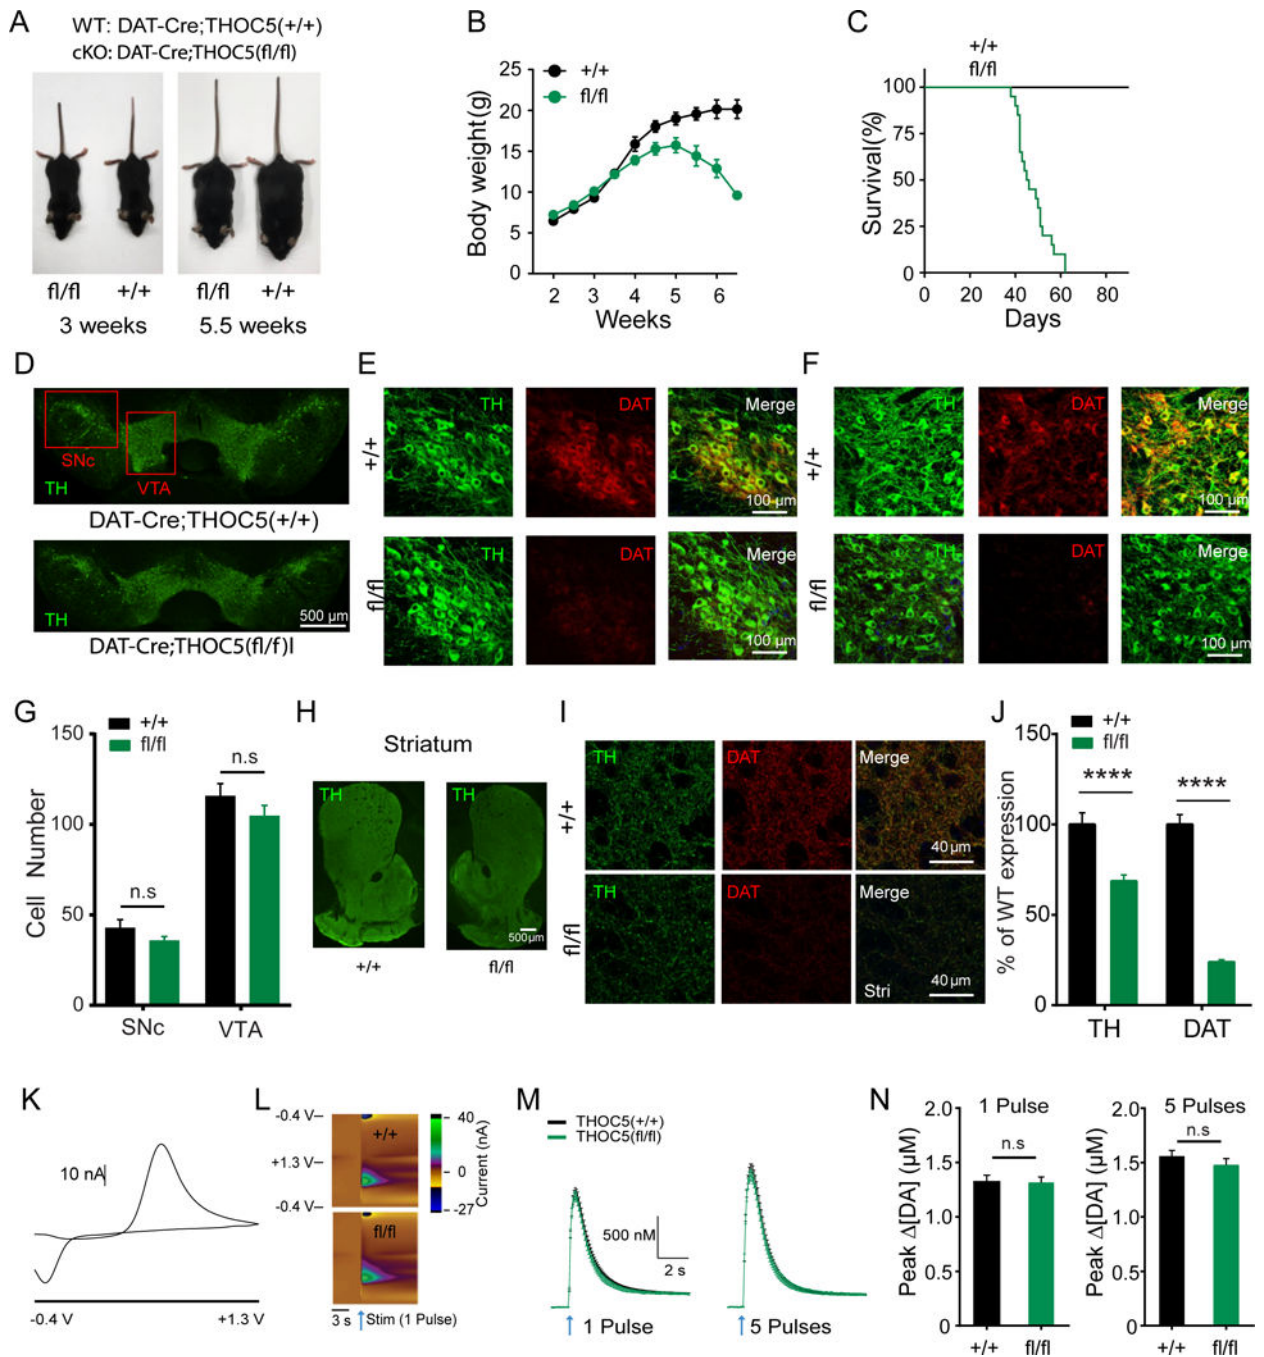 A
WT: DAT-Cre;THOC5(+/+)
cKO: DAT-Cre;THOC5(fl/fl)
fl/fl +/+ fl/fl +/+
3 weeks 5.5 weeks
B
+/+
fl/fl
Body weight(g)
25
20
15
10
5
0
2 3 4 5 6
Weeks
C
+/+
fl/fl
Survival(%)
100
75
50
25
0
0 20 40 60 80
Days
D
SNc
VTA
TH
DAT-Cre;THOC5(+/+)
TH
500 µm
DAT-Cre;THOC5(fl/f)l
E
+/+
TH DAT Merge
100 µm
fl/fl
TH DAT Merge
100 µm
F
+/+
TH DAT Merge
100 µm
fl/fl
TH DAT Merge
100 µm
G
+/+
fl/fl
Cell Number
150
100
50
0
n.s
n.s
SNc VTA
H
Striatum
TH TH
500µm
+/+ fl/fl
I
+/+
TH DAT Merge
40 µm
fl/fl
TH DAT Merge
Stri
40 µm
J
+/+
fl/fl
% of WT expression
150
100
50
0
**** ****
TH DAT
K
10 nA
-0.4 V +1.3 V
L
-0.4 V
+1.3 V
-0.4 V
+/+
fl/fl
40
0
-27
Current (nA)
3 s Stim (1 Pulse)
M
THOC5(+/+)
THOC5(fl/fl)
500 nM
2 s
1 Pulse 5 Pulses
N
1 Pulse
Peak Δ[DA] (µM)
2.0
1.5
1.0
0.5
0
n.s
+/+ fl/fl
5 Pulses
Peak Δ[DA] (µM)
2.0
1.5
1.0
0.5
0
n.s
+/+ fl/fl